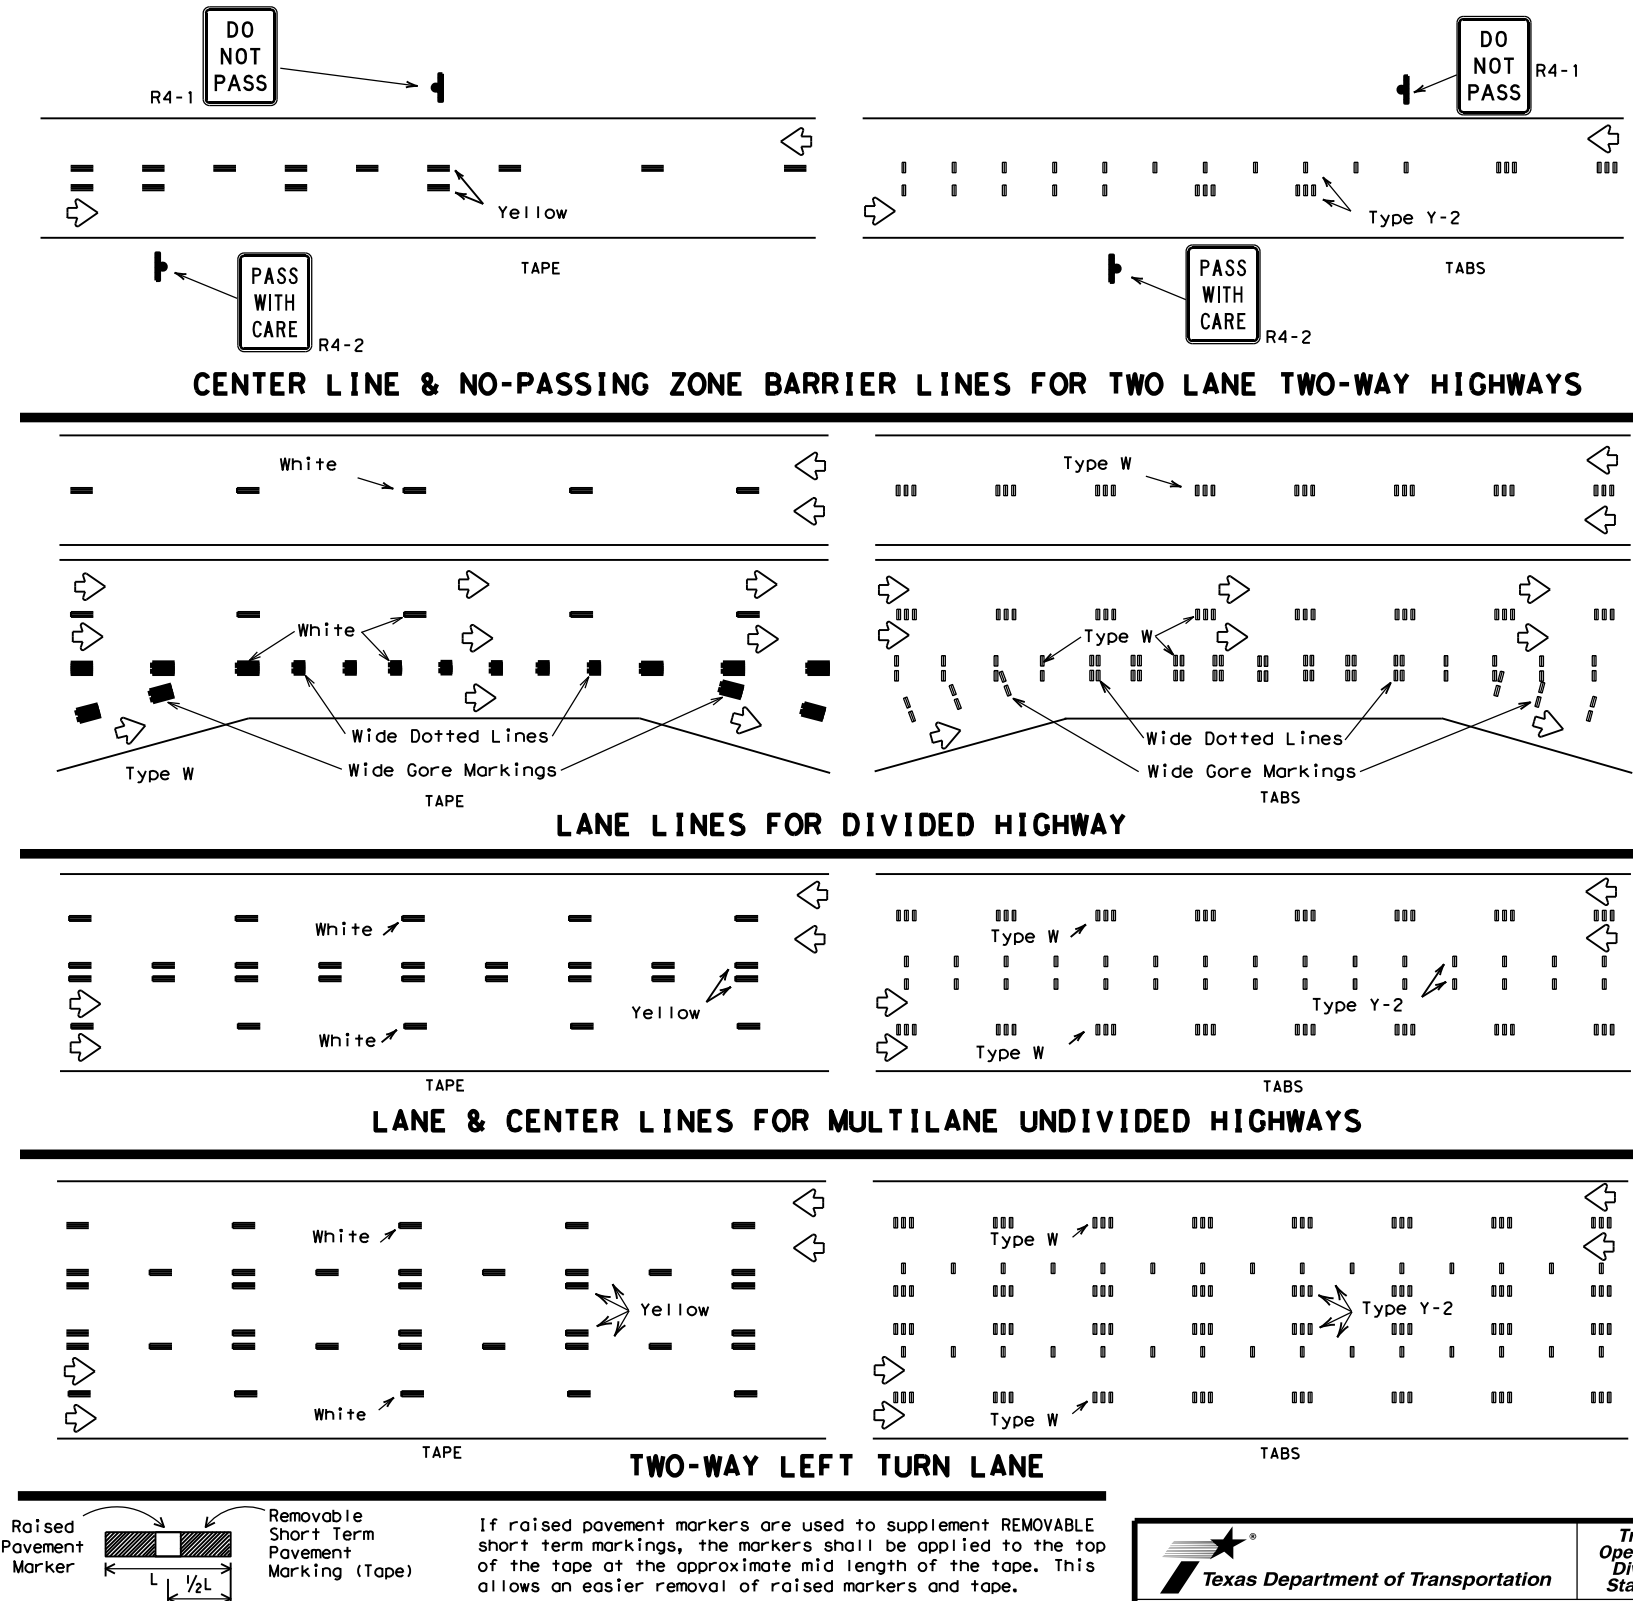 DO
NOT
PASS
R4-1
DO
NOT
PASS
R4-1
Yellow
Type Y-2
PASS
WITH
CARE
R4-2
TAPE
PASS
WITH
CARE
R4-2
TABS
CENTER LINE & NO-PASSING ZONE BARRIER LINES FOR TWO LANE TWO-WAY HIGHWAYS
White
Type W
White
Type W
Wide Dotted Lines
Wide Gore Markings
Type W
Wide Dotted Lines
Wide Gore Markings
TAPE
TABS
LANE LINES FOR DIVIDED HIGHWAY
White
Type W
Yellow
Type Y-2
White
Type W
TAPE
TABS
LANE & CENTER LINES FOR MULTILANE UNDIVIDED HIGHWAYS
White
Type W
Yellow
Type Y-2
White
Type W
TAPE
TABS
TWO-WAY LEFT TURN LANE
Raised
Pavement
Marker
Removable
Short Term
Pavement
Marking (Tape)
L
½L
If raised pavement markers are used to supplement REMOVABLE
short term markings, the markers shall be applied to the top
of the tape at the approximate mid length of the tape. This
allows an easier removal of raised markers and tape.
®
Texas Department of Transportation